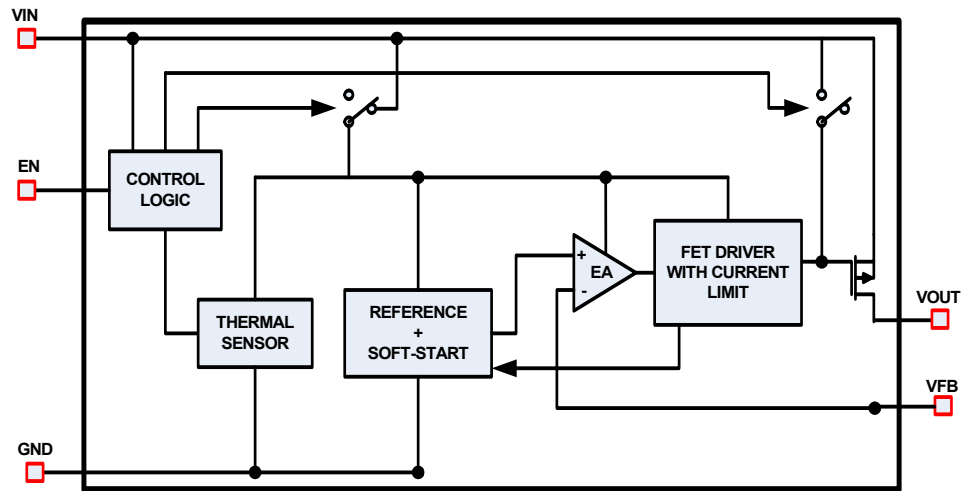 VIN
EN
CONTROL
LOGIC
+
EA
-
FET DRIVER
WITH CURRENT
LIMIT
THERMAL
SENSOR
REFERENCE
+
SOFT-START
VOUT
VFB
GND